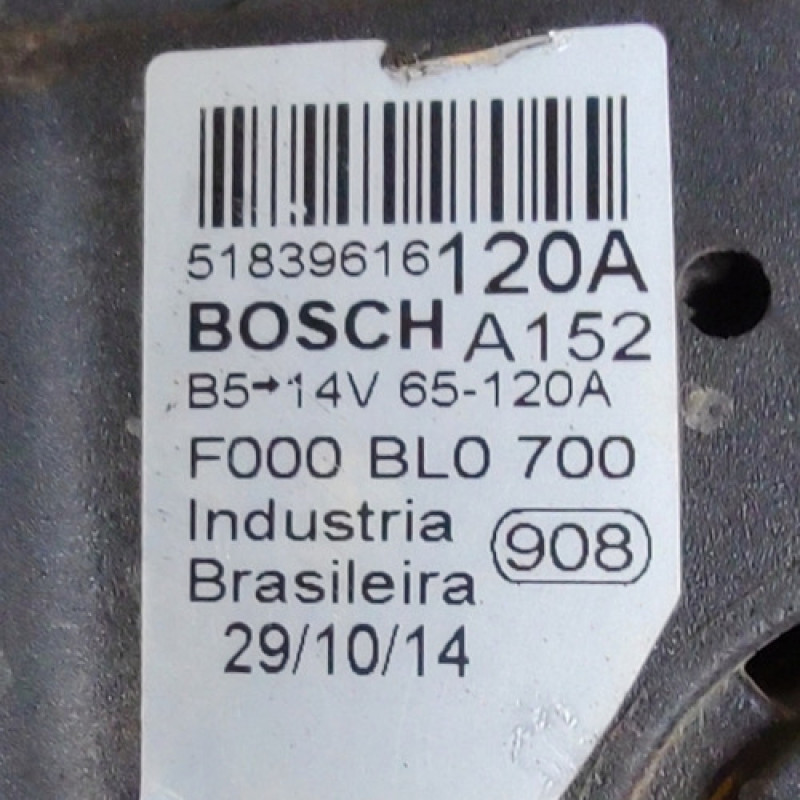 51839616 120A
BOSCH A152
B5→14V 65-120A
F000 BL0 700
Industria
Brasileira 908
29/10/14